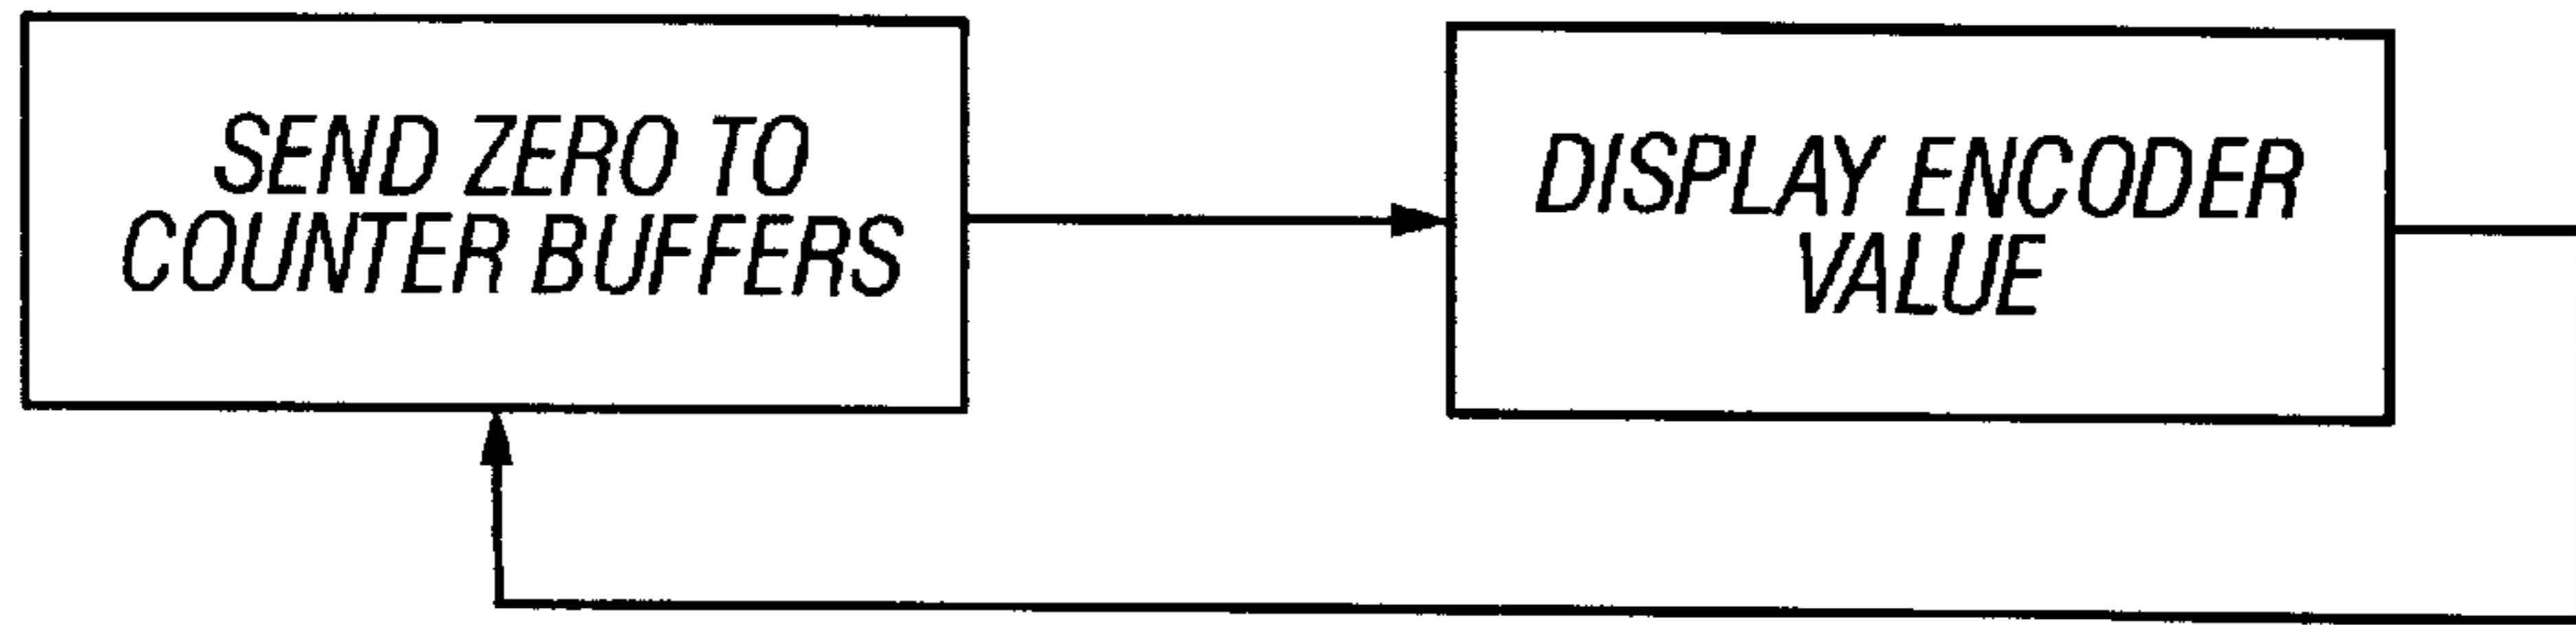 SEND ZERO TO
COUNTER BUFFERS
DISPLAY ENCODER
VALUE